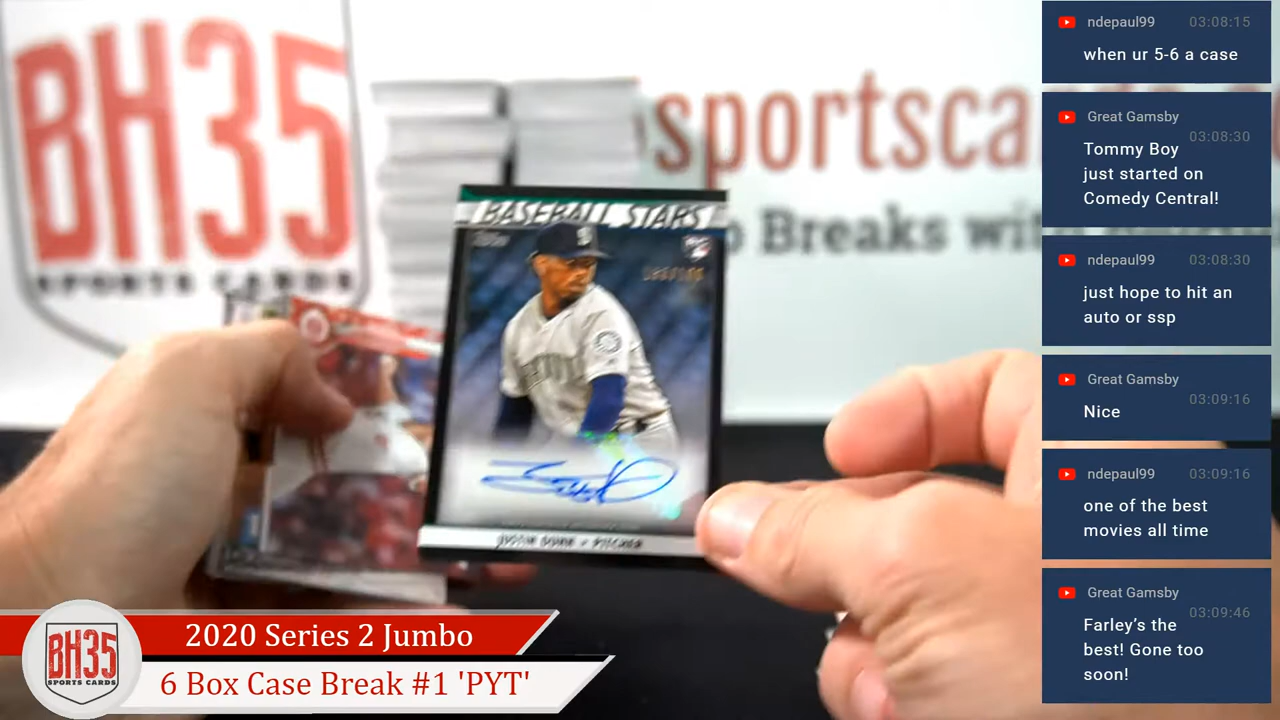 BH35
SPORTS CARDS
sportsca
Breaks with
BASEBALL STARS
Topps
RC
JUSTIN DUNN • PITCHER
2020 Series 2 Jumbo
6 Box Case Break #1 'PYT'
BH35
SPORTS CARDS
ndepaul99 03:08:15
when ur 5-6 a case
Great Gamsby 03:08:30
Tommy Boy
just started on
Comedy Central!
ndepaul99 03:08:30
just hope to hit an
auto or ssp
Great Gamsby 03:09:16
Nice
ndepaul99 03:09:16
one of the best
movies all time
Great Gamsby 03:09:46
Farley's the
best! Gone too
soon!